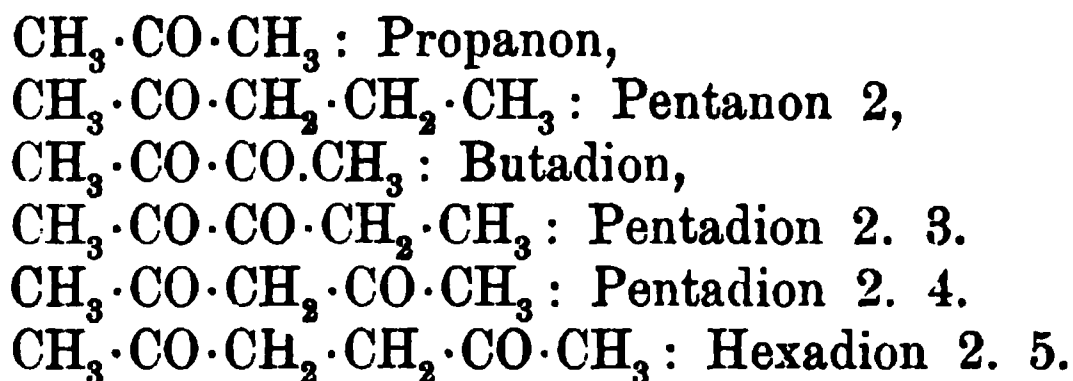 CH₃·CO·CH₃: Propanon,
CH₃·CO·CH₂·CH₂·CH₃: Pentanon 2,
CH₃·CO·CO.CH₃: Butadion,
CH₃·CO·CO·CH₂·CH₃: Pentadion 2. 3.
CH₃·CO·CH₂·CO·CH₃: Pentadion 2. 4.
CH₃·CO·CH₂·CH₂·CO·CH₃: Hexadion 2. 5.